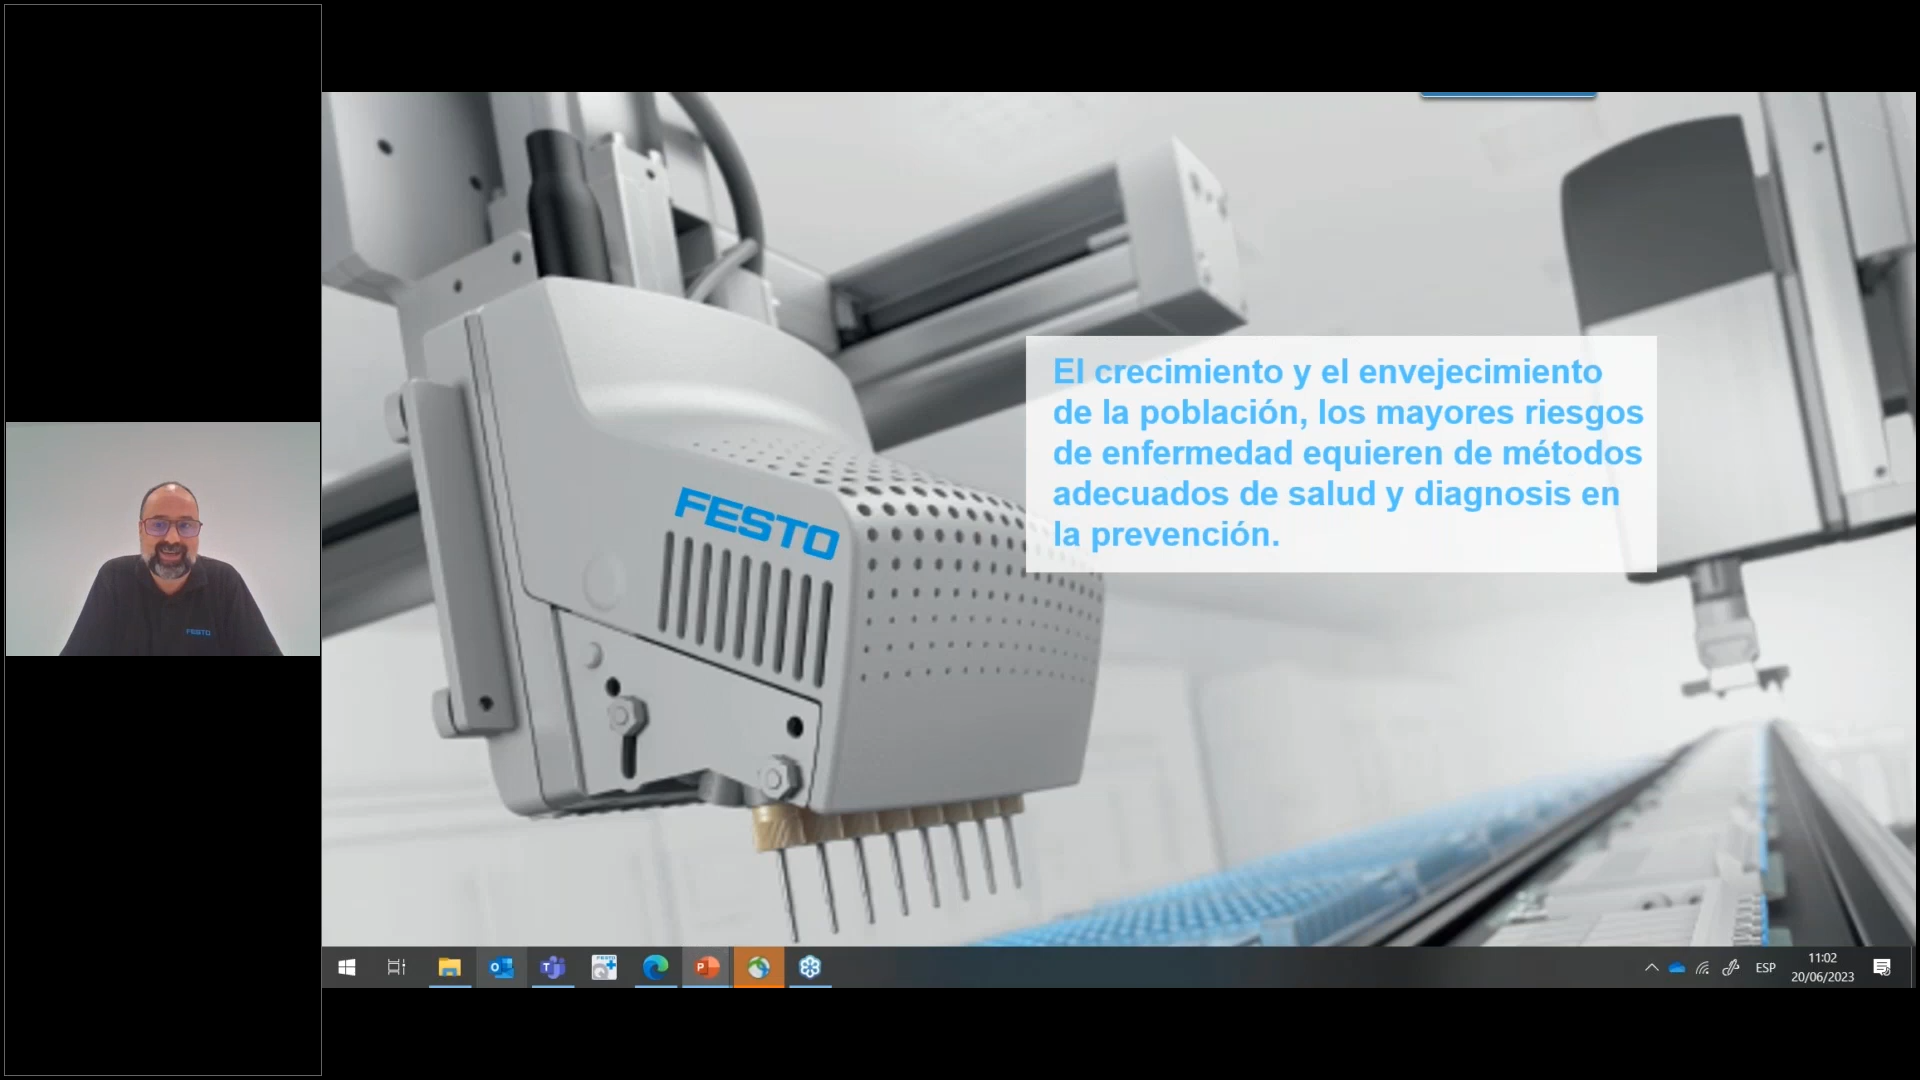 El crecimiento y el envejecimiento
de la población, los mayores riesgos
de enfermedad equieren de métodos
adecuados de salud y diagnosis en
la prevención.
FESTO
FESTO
FESTO
ESP
11:02
20/06/2023